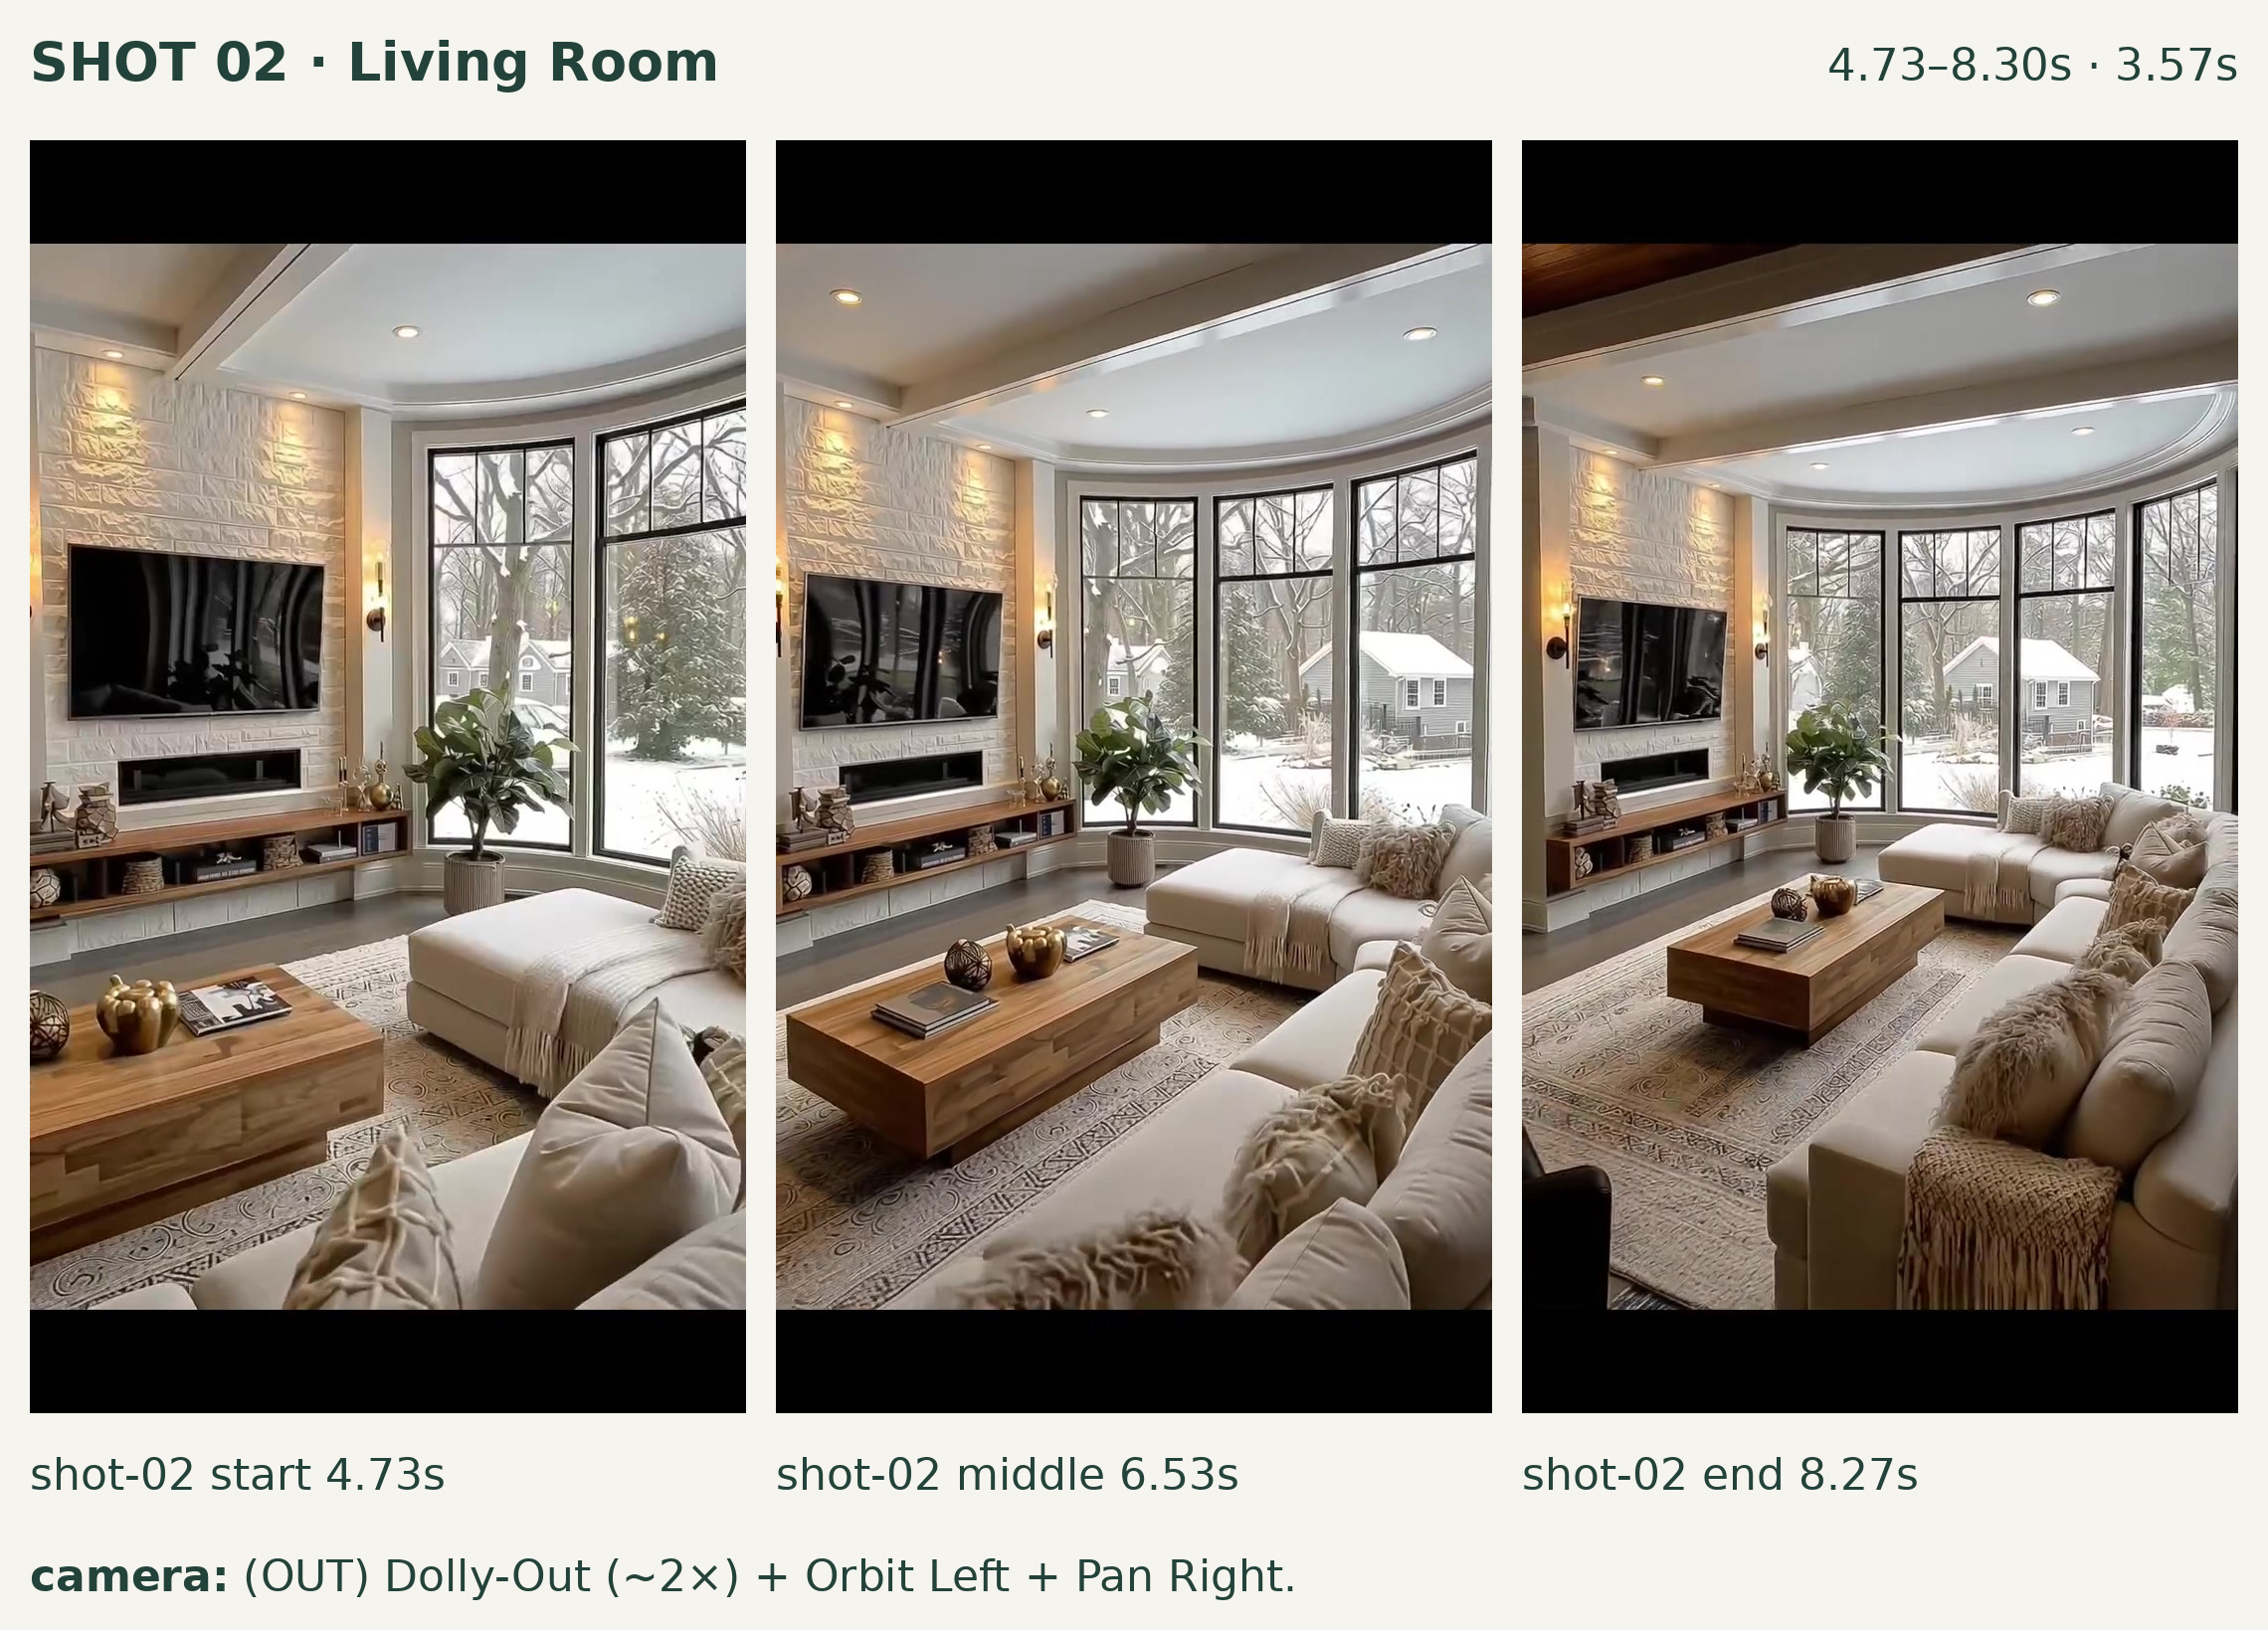 SHOT 02 · Living Room
4.73–8.30s · 3.57s
shot-02 start 4.73s
shot-02 middle 6.53s
shot-02 end 8.27s
camera: (OUT) Dolly-Out (~2×) + Orbit Left + Pan Right.